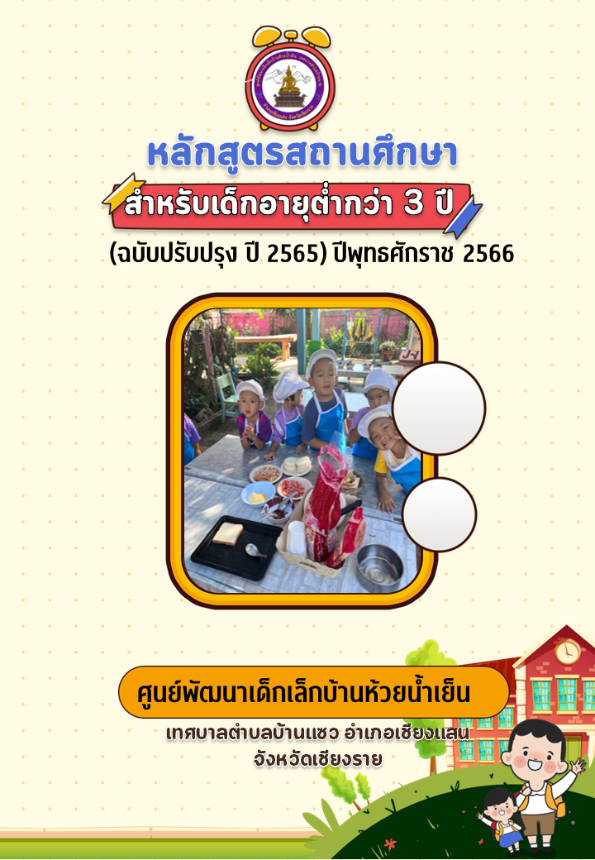 หลักสูตรสถานศึกษา
สำหรับเด็กอายุต่ำกว่า 3 ปี
(ฉบับปรับปรุง ปี 2565) ปีพุทธศักราช 2566
ศูนย์พัฒนาเด็กเล็กบ้านห้วยน้ำเย็น
เทศบาลตำบลบ้านแซว อำเภอเชียงแสน
จังหวัดเชียงราย